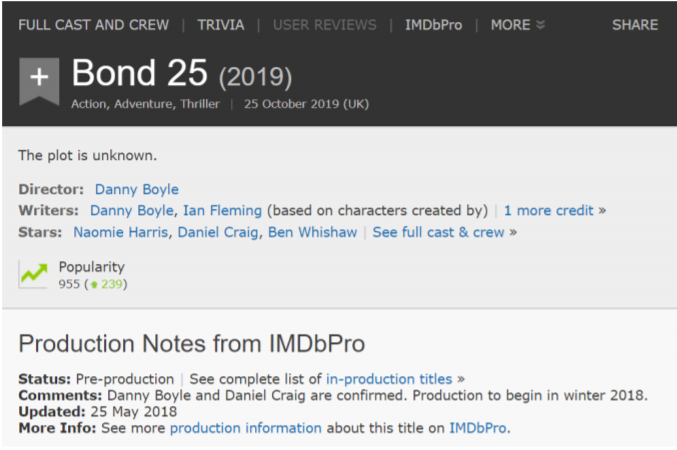 FULL CAST AND CREW | TRIVIA | USER REVIEWS | IMDbPro | MORE SHARE
+ Bond 25 (2019)
Action, Adventure, Thriller | 25 October 2019 (UK)
The plot is unknown.
Director: Danny Boyle
Writers: Danny Boyle, Ian Fleming (based on characters created by) | 1 more credit »
Stars: Naomie Harris, Daniel Craig, Ben Whishaw | See full cast & crew »
Popularity
955 (239)
Production Notes from IMDbPro
Status: Pre-production | See complete list of in-production titles »
Comments: Danny Boyle and Daniel Craig are confirmed. Production to begin in winter 2018.
Updated: 25 May 2018
More Info: See more production information about this title on IMDbPro.